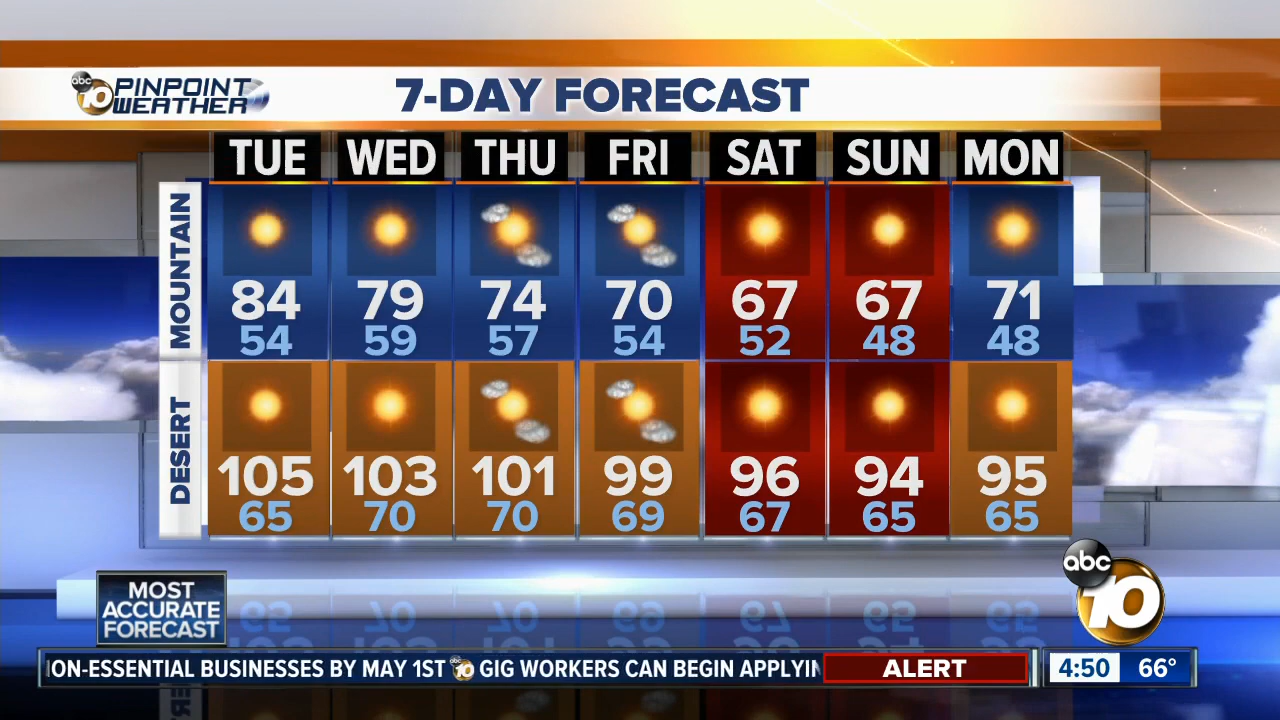 abc 10 PINPOINT WEATHER
7-DAY FORECAST
TUE WED THU FRI SAT SUN MON
MOUNTAIN
84 79 74 70 67 67 71
54 59 57 54 52 48 48
DESERT
105 103 101 99 96 94 95
65 70 70 69 67 65 65
MOST
ACCURATE
FORECAST
abc 10
ON-ESSENTIAL BUSINESSES BY MAY 1ST abc 10 GIG WORKERS CAN BEGIN APPLYIN ALERT 4:50 66°